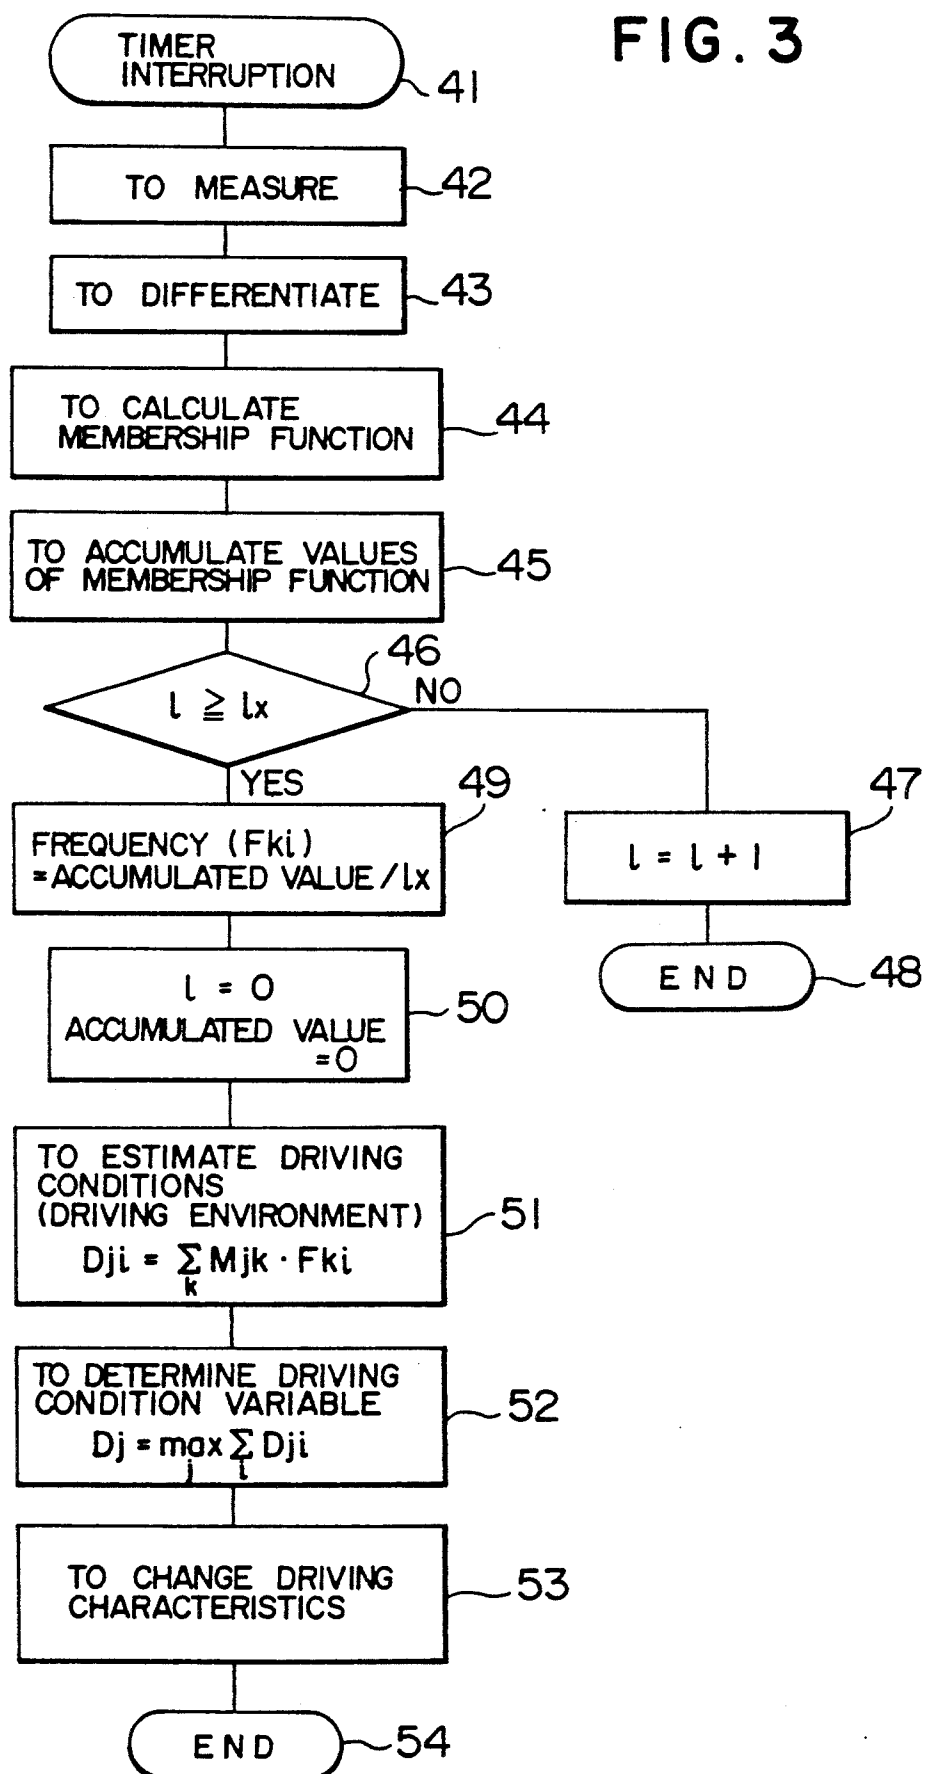 FIG. 3
TIMER
INTERRUPTION
41
TO MEASURE
42
TO DIFFERENTIATE
43
TO CALCULATE
MEMBERSHIP FUNCTION
44
TO ACCUMULATE VALUES
OF MEMBERSHIP FUNCTION
45
46
l ≧ lx
NO
YES
47
l = l + 1
END
48
49
FREQUENCY (Fki)
=ACCUMULATED VALUE/lx
l = 0
ACCUMULATED VALUE
=0
50
TO ESTIMATE DRIVING
CONDITIONS
(DRIVING ENVIRONMENT)
Dji = Σ Mjk · Fki
k
51
TO DETERMINE DRIVING
CONDITION VARIABLE
Dj = max Σ Dji
j i
52
TO CHANGE DRIVING
CHARACTERISTICS
53
END
54